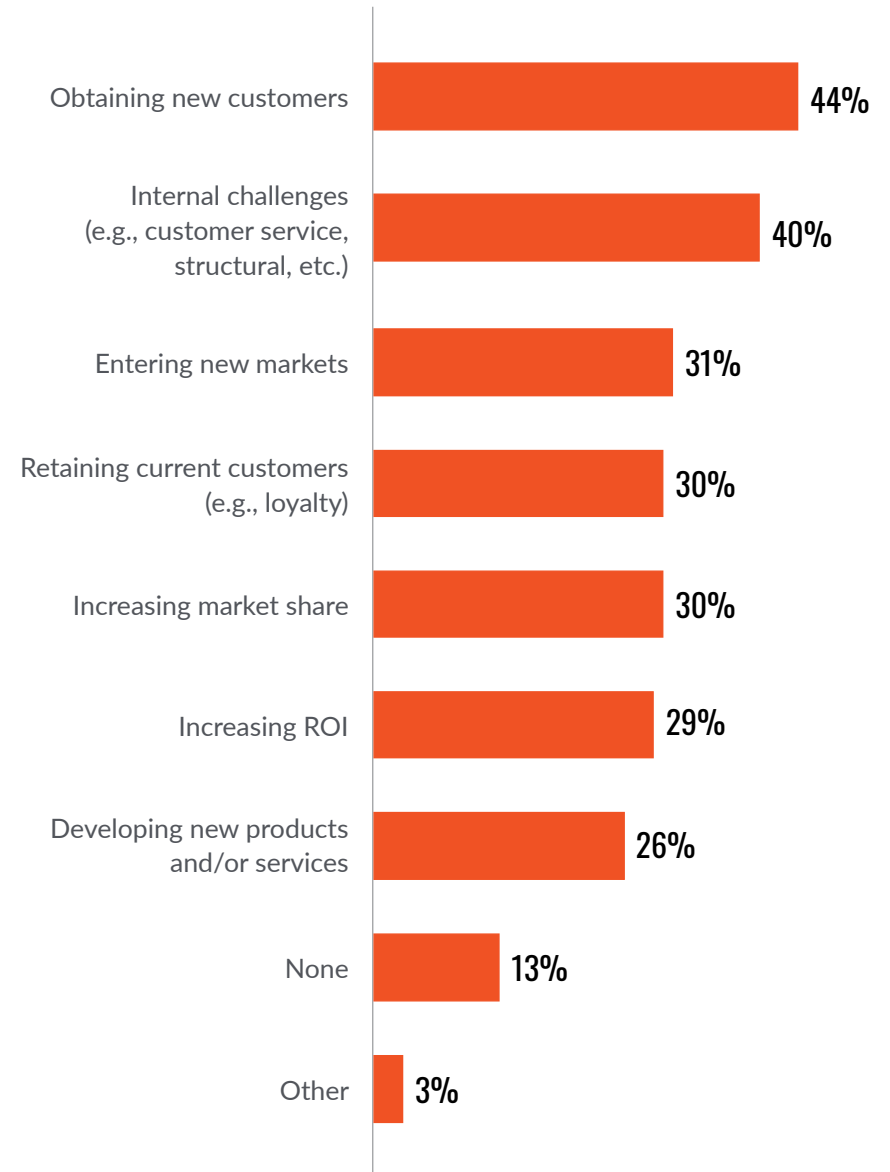 Obtaining new customers
44%
Internal challenges
(e.g., customer service,
structural, etc.)
40%
Entering new markets
31%
Retaining current customers
(e.g., loyalty)
30%
Increasing market share
30%
Increasing ROI
29%
Developing new products
and/or services
26%
None
13%
Other
3%